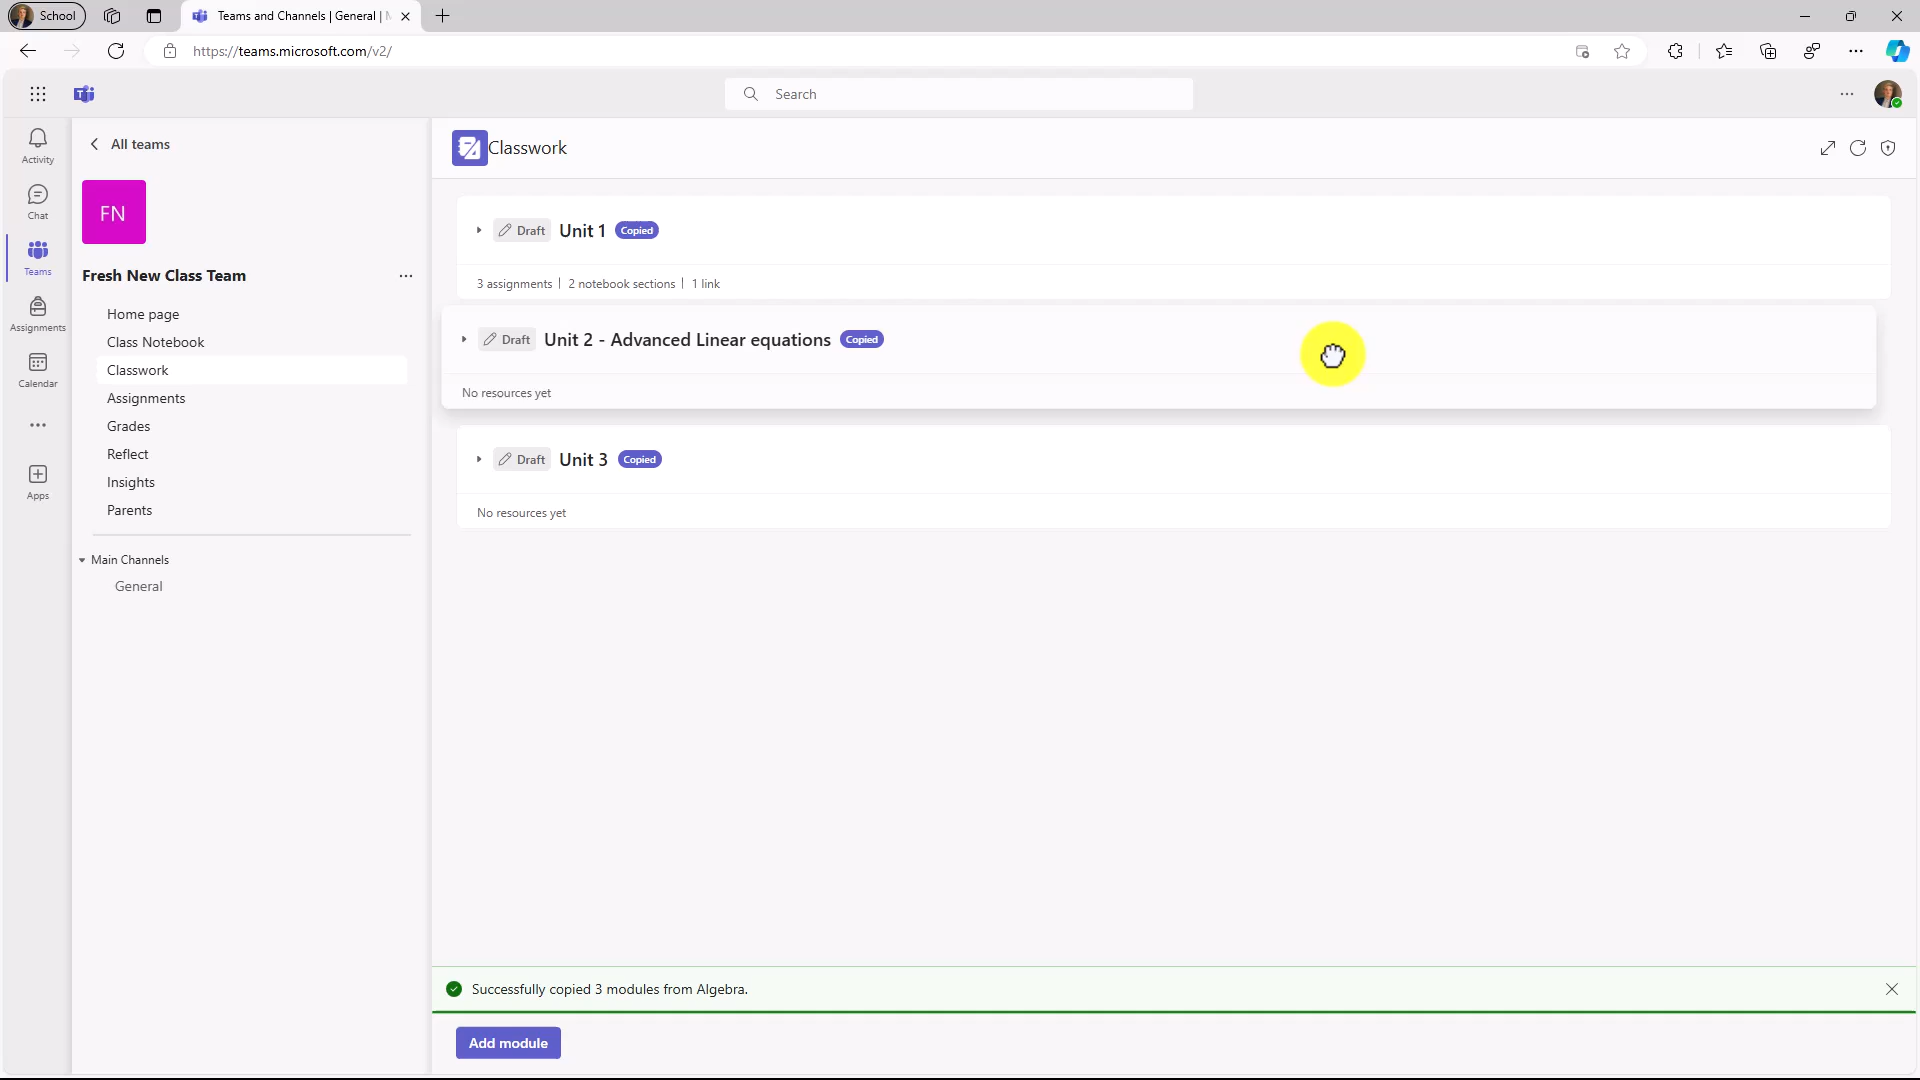 School
Teams and Channels | General |
https://teams.microsoft.com/v2/
Search
Activity
Chat
Teams
Assignments
Calendar
Apps
All teams
FN
Fresh New Class Team
Home page
Class Notebook
Classwork
Assignments
Grades
Reflect
Insights
Parents
Main Channels
General
Classwork
Draft Unit 1 Copied
3 assignments | 2 notebook sections | 1 link
Draft Unit 2 - Advanced Linear equations Copied
No resources yet
Draft Unit 3 Copied
No resources yet
Successfully copied 3 modules from Algebra.
Add module